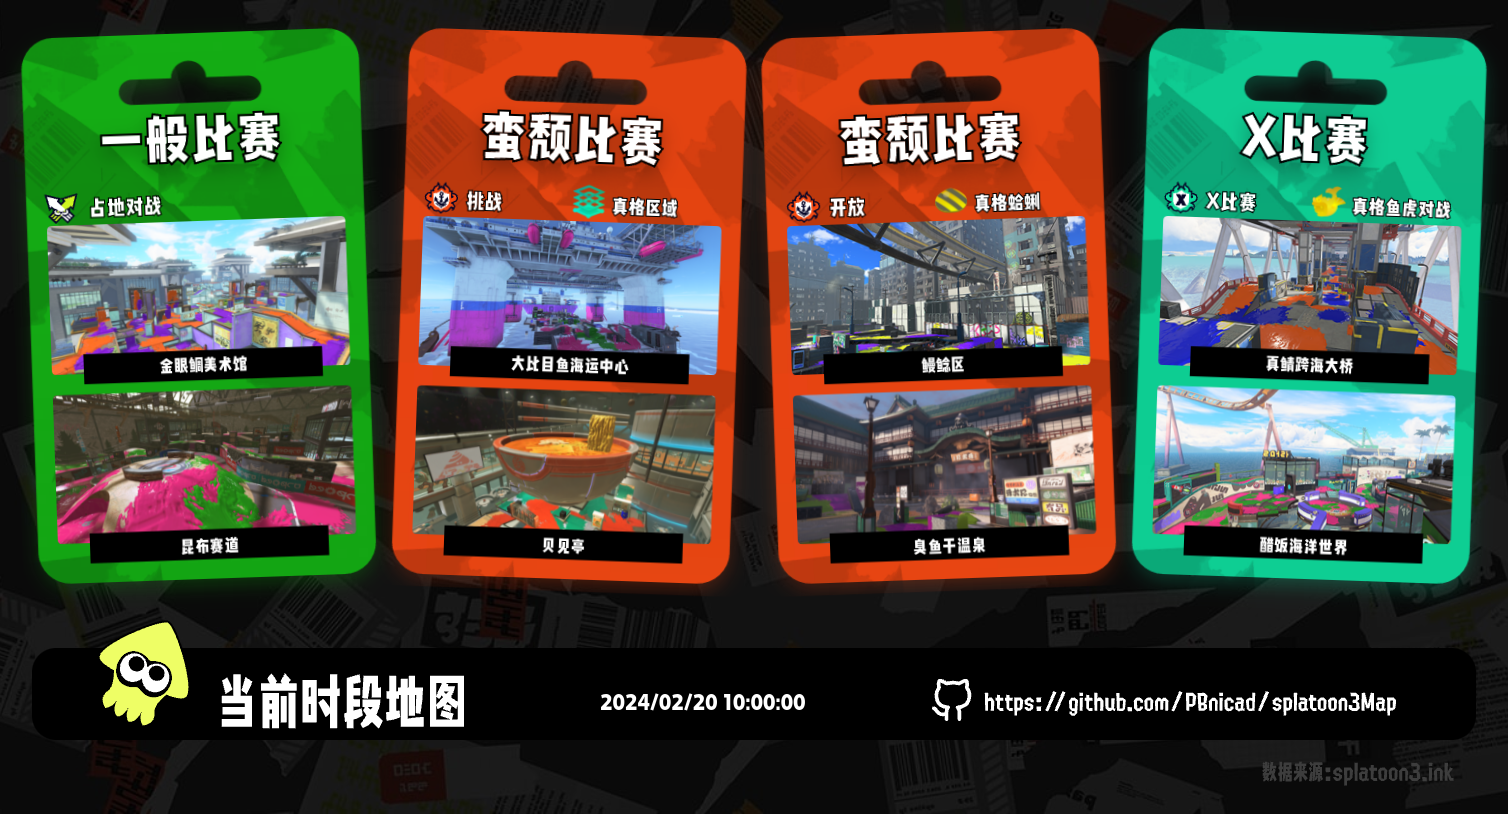 一般比赛
占地对战
金眼鲷美术馆
昆布赛道
蛮颓比赛
挑战
真格区域
大比目鱼海运中心
贝见亭
蛮颓比赛
开放
真格蛤蜊
鳗鲶区
臭鱼干温泉
X比赛
X比赛
真格鱼虎对战
真鲭跨海大桥
醋饭海洋世界
当前时段地图
2024/02/20 10:00:00
https://github.com/PBnicad/splatoon3Map
数据来源:splatoon3.ink